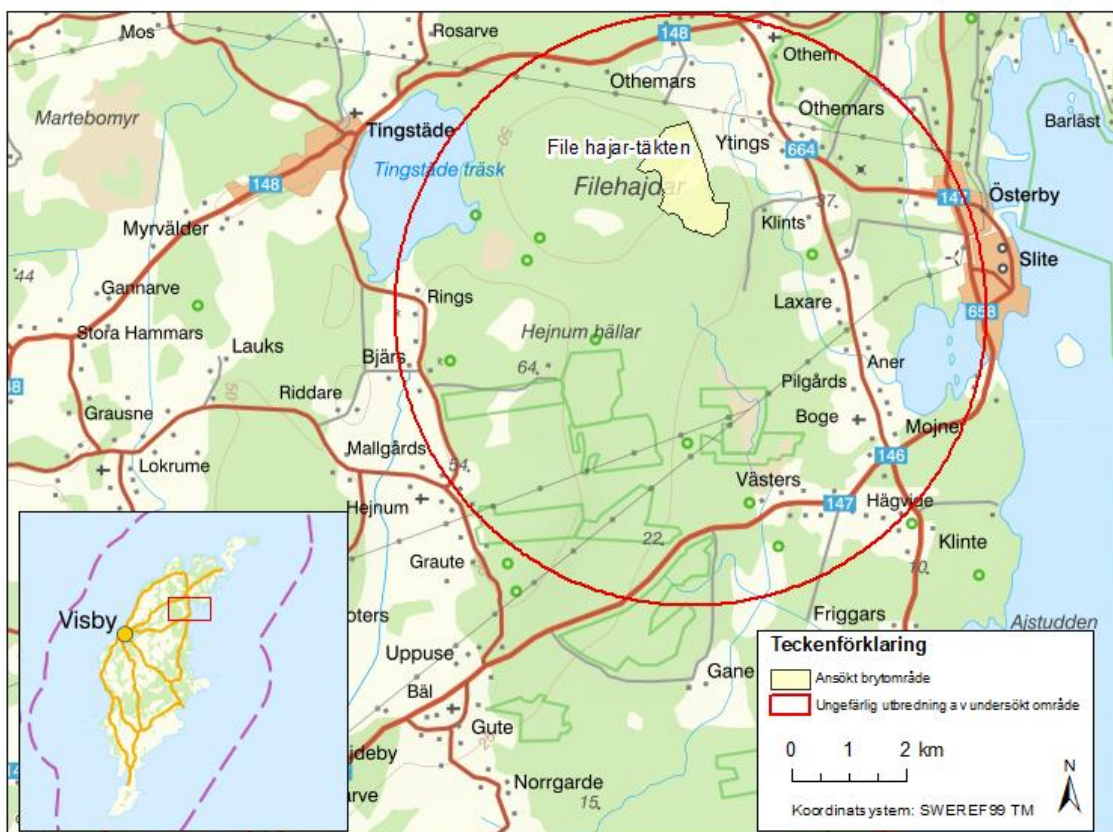 Mos
Rosarve
148
Othem
Othemars
Martebomyr
Tingstäde
Othemars
Barläst
File hajar-täkten
Ytings
664
Tingstäde träsk
50
Filehajdar
148
147
Österby
Myrvälder
Klints
37.
Slite
44
Gannarve
Rings
Laxare
658
Stora Hammars
Hejnum hällar
Lauks
Bjärs
64.
Aner
Riddare
Pilgårds
50
Grausne
Boge
Mojner
Mallgårds
146
Lokrume
54.
Västers
Hejnum
147
Hägvide
Graute
22.
Klinte
10.
Visby
Friggars
Ajstudden
Uppuse
Teckenförklaring
Gane
Ansökt brytområde
Bäl
Ungefärlig utbredning av undersökt område
Gute
25
0 1 2 km
N
Norrgarde
15.
Koordinatsystem: SWEREF99 TM